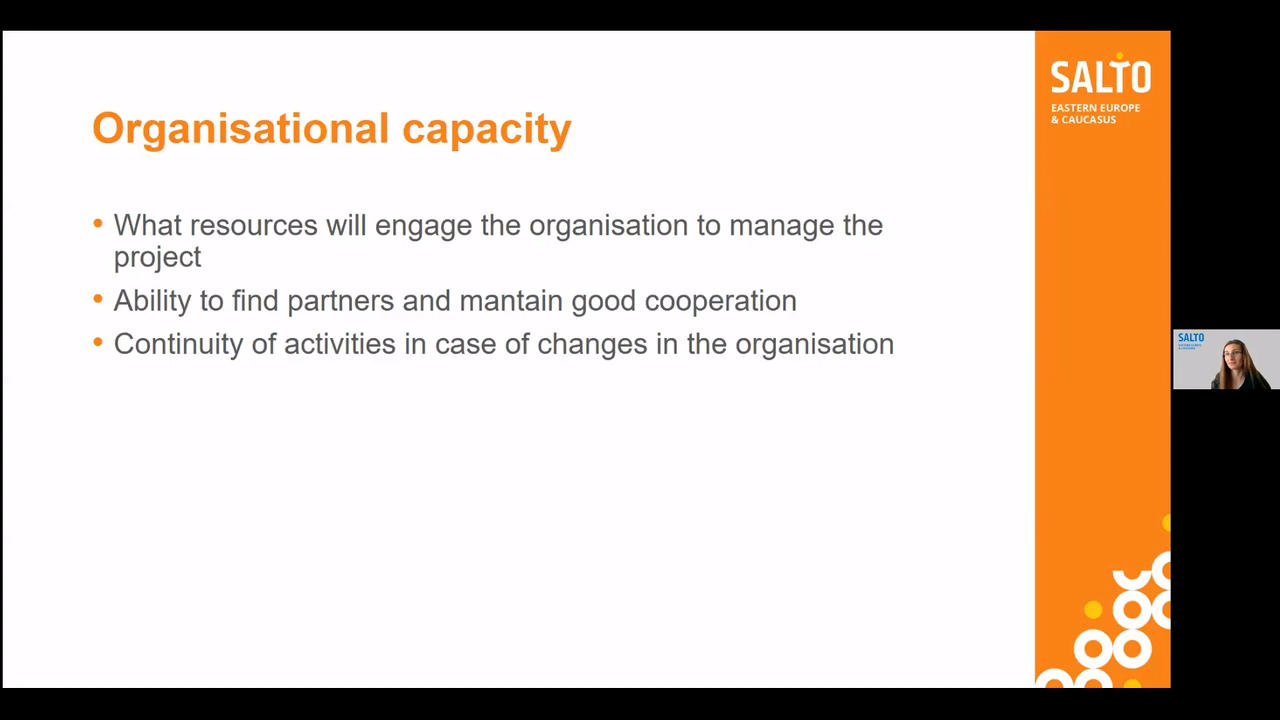 Organisational capacity
• What resources will engage the organisation to manage the
project
• Ability to find partners and mantain good cooperation
• Continuity of activities in case of changes in the organisation
SALTO
EASTERN EUROPE
& CAUCASUS
SALTO